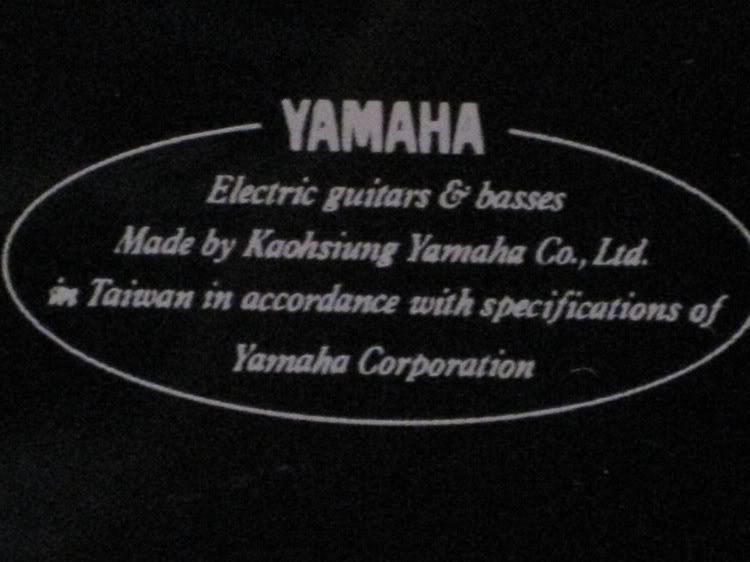 YAMAHA
Electric guitars & basses
Made by Kaohsiung Yamaha Co., Ltd.
in Taiwan in accordance with specifications of
Yamaha Corporation